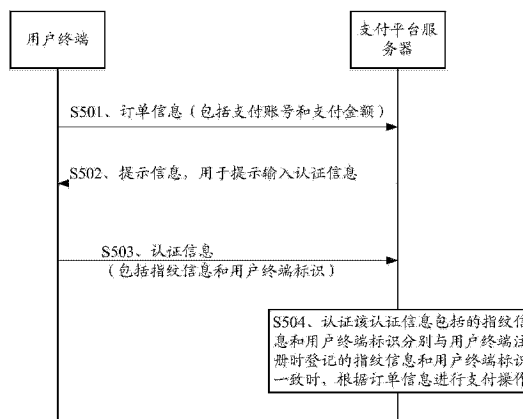 用户终端
支付平台服
务器
S501、订单信息（包括支付账号和支付金额）
S502、提示信息，用于提示输入认证信息
S503、认证信息
（包括指纹信息和用户终端标识）
S504、认证该认证信息包括的指纹信
息和用户终端标识分别与用户终端注
册时登记的指纹信息和用户终端标识
一致时，根据订单信息进行支付操作